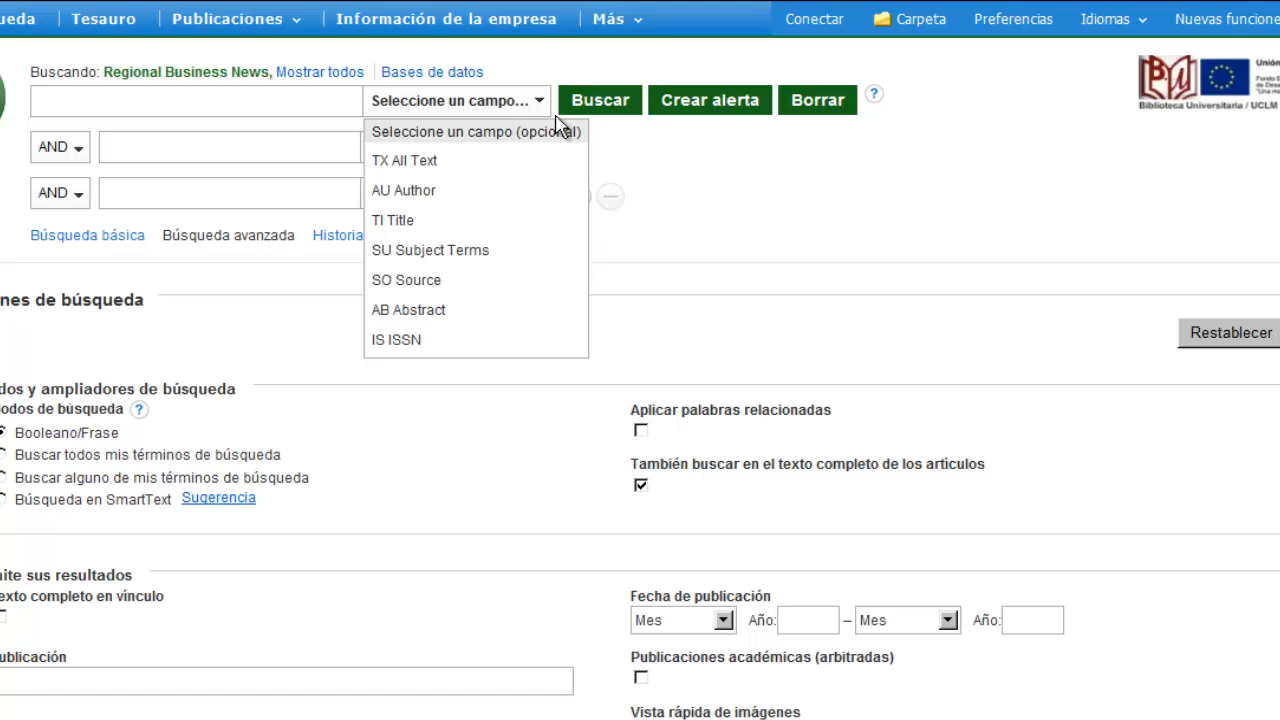 ueda Tesauro Publicaciones Información de la empresa Más Conectar Carpeta Preferencias Idiomas Nuevas funcione
Buscando: Regional Business News, Mostrar todos Bases de datos
Seleccione un campo... Buscar Crear alerta Borrar ?
Unión
Fondo E
de Desa
"Una ma
Biblioteca Universitaria / UCLM
Seleccione un campo (opcional)
AND
TX All Text
AU Author
AND
TI Title
Búsqueda básica Búsqueda avanzada Historia
SU Subject Terms
SO Source
AB Abstract
IS ISSN
nes de búsqueda
Restablecer
dos y ampliadores de búsqueda
odos de búsqueda ?
Booleano/Frase
Buscar todos mis términos de búsqueda
Buscar alguno de mis términos de búsqueda
Búsqueda en SmartText Sugerencia
Aplicar palabras relacionadas
También buscar en el texto completo de los artículos
ite sus resultados
exto completo en vínculo
Fecha de publicación
Mes Año: – Mes Año:
ublicación
Publicaciones académicas (arbitradas)
Vista rápida de imágenes